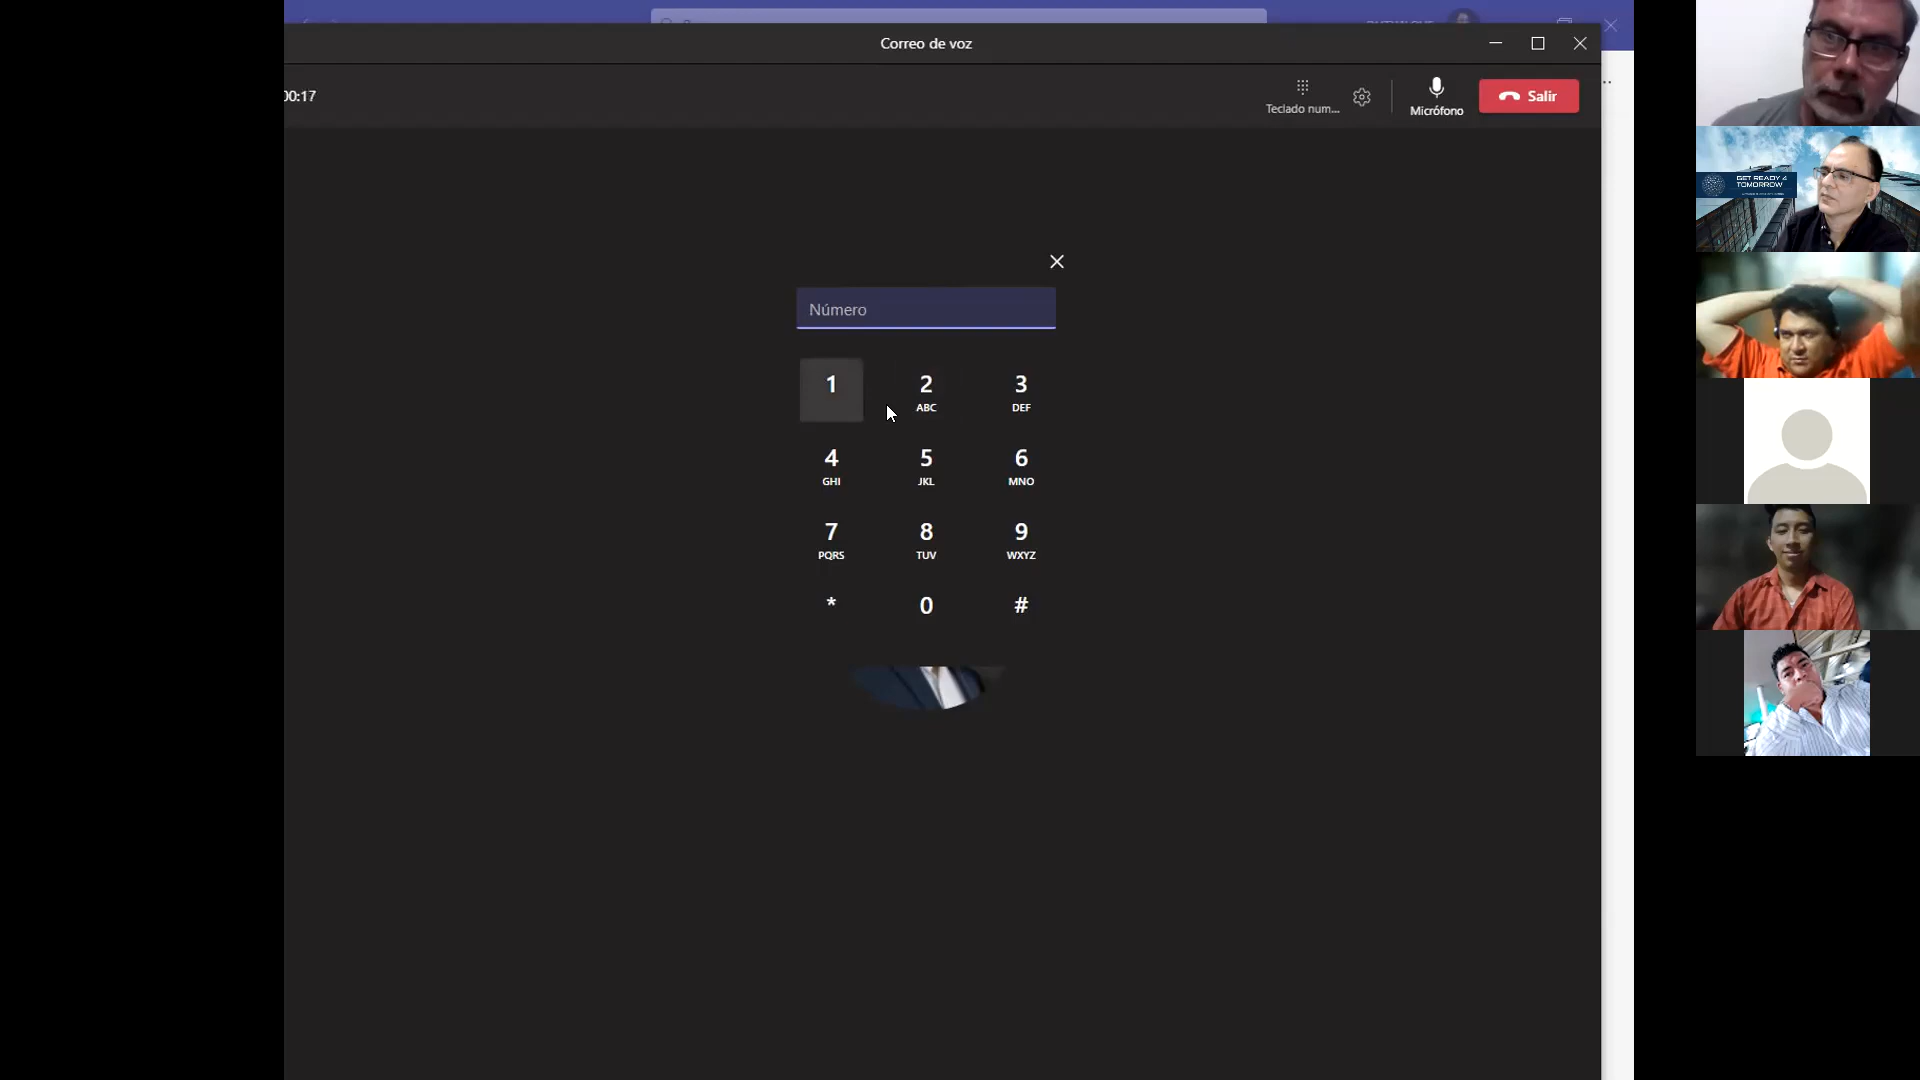 Correo de voz
00:17
Teclado num...
Micrófono
Salir
Número
1
2
3
ABC
DEF
4
5
6
GHI
JKL
MNO
7
8
9
PQRS
TUV
WXYZ
*
0
#
GET READY 4
TOMORROW